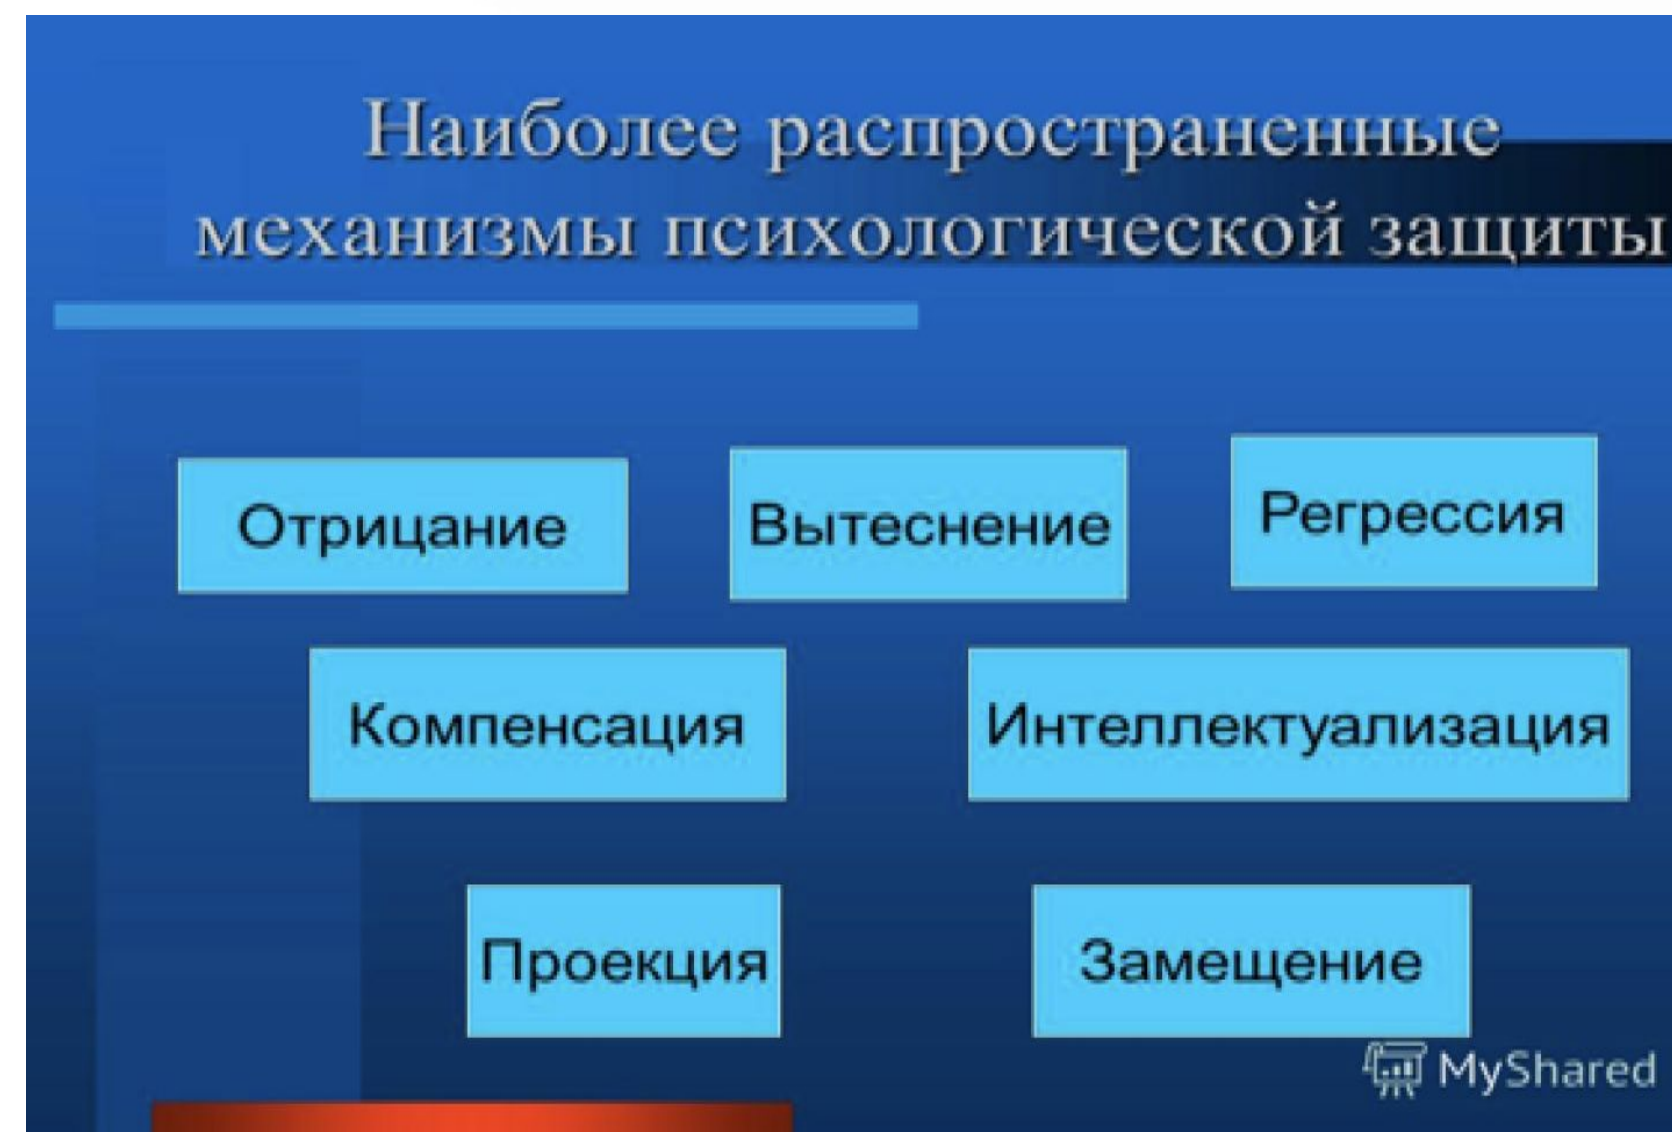 Наиболее распространенные
механизмы психологической защиты
Отрицание
Вытеснение
Регрессия
Компенсация
Интеллектуализация
Проекция
Замещение
MyShared